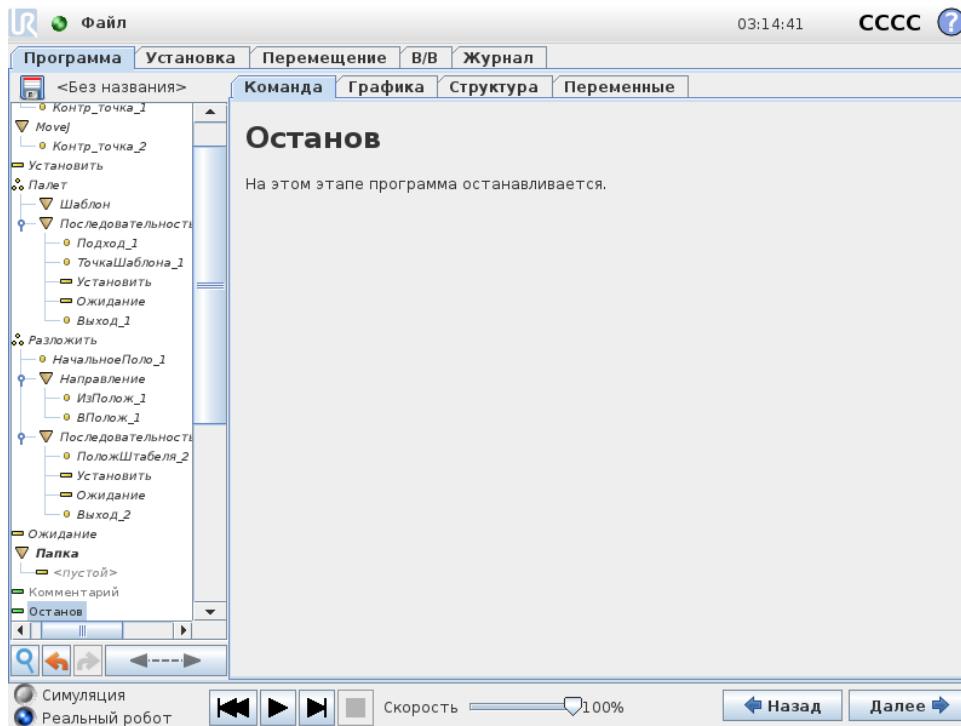 UR Файл 03:14:41 CCCC ?
Программа Установка Перемещение В/В Журнал
<Без названия> Команда Графика Структура Переменные
Контр_точка_1
MoveJ
Контр_точка_2
Установить
Палет
Шаблон
Последовательность
Подход_1
ТочкаШаблона_1
Установить
Ожидание
Выход_1
Разложить
НачальноеПоло_1
Направление
ИзПолож_1
ВПолож_1
Последовательность
ПоложШтабеля_2
Установить
Ожидание
Выход_2
Ожидание
Папка
<пустой>
Комментарий
Останов
Останов
На этом этапе программа останавливается.
Симуляция
Реальный робот
Скорость 100%
Назад Далее